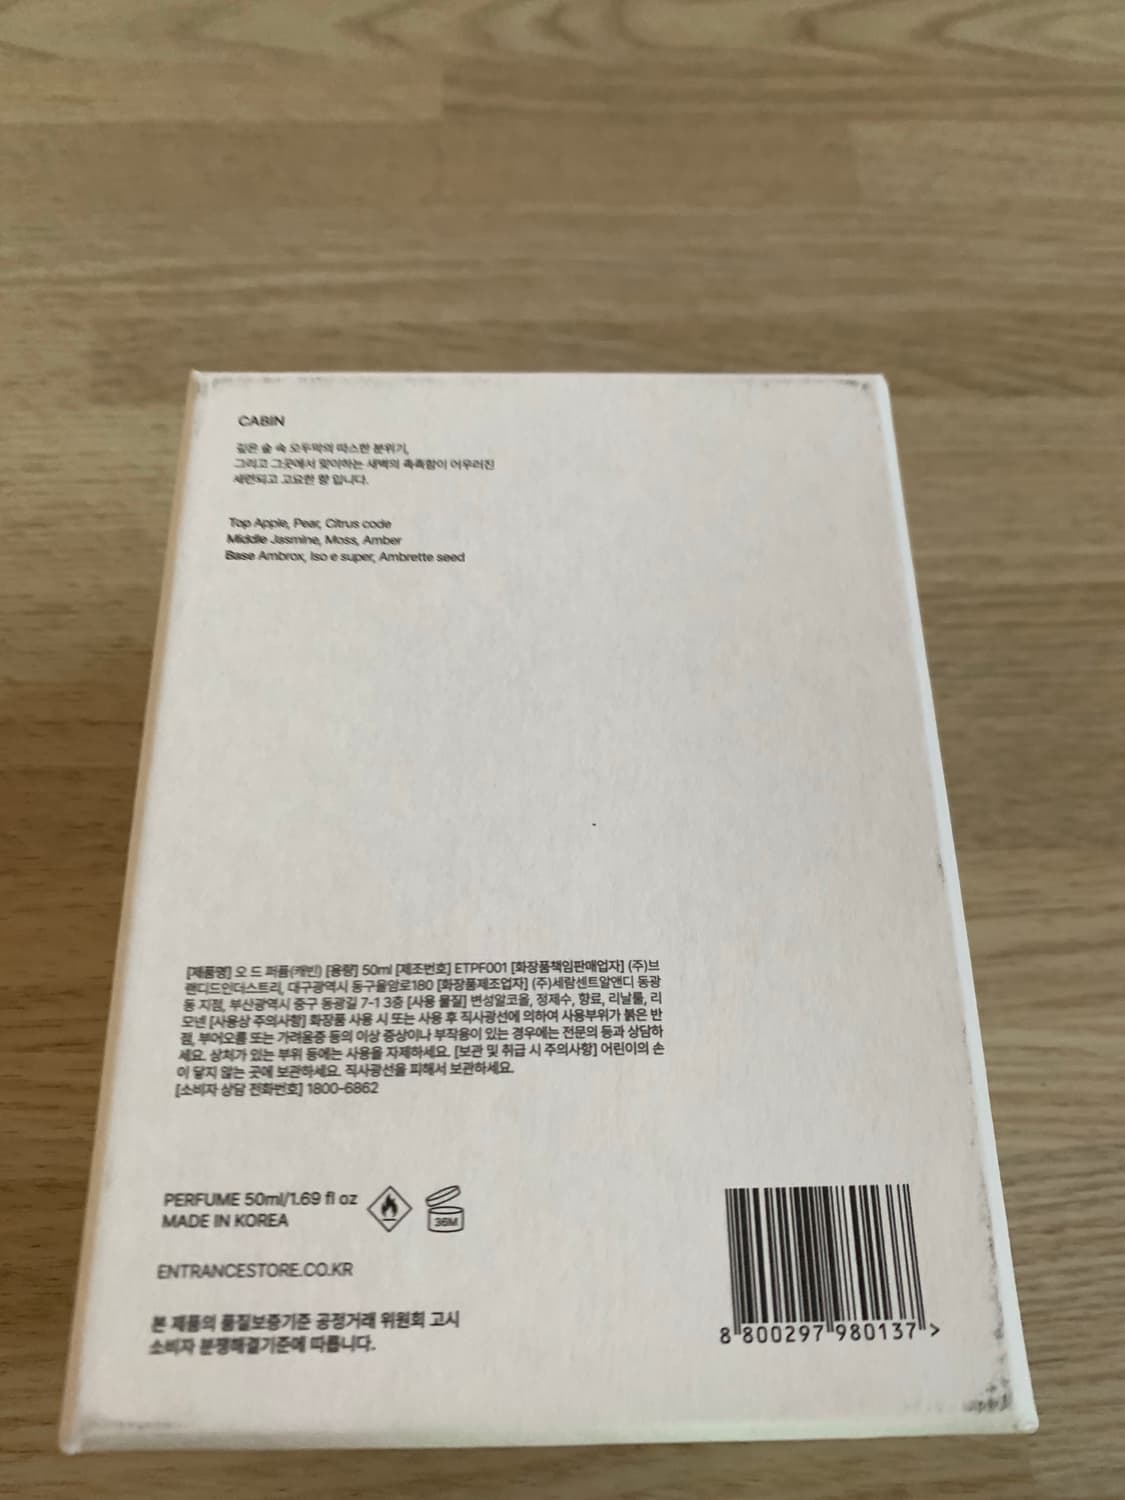 CABIN
깊은 숲 속 오두막의 따스한 분위기,
그리고 그곳에서 맞이하는 새벽의 촉촉함이 어우러진
세련되고 고요한 향 입니다.
Top Apple, Pear, Citrus code
Middle Jasmine, Moss, Amber
Base Ambrox, Iso e super, Ambrette seed
[제품명] 오 드 퍼퓸(캐빈) [용량] 50ml [제조번호] ETPF001 [화장품책임판매업자] (주)브
랜디드인더스트리, 대구광역시 동구율암로180 [화장품제조업자] (주)세람센트알앤디 동광
동 지점, 부산광역시 중구 동광길 7-1 3층 [사용 물질] 변성알코올, 정제수, 향료, 리날룰, 리
모넨 [사용상 주의사항] 화장품 사용 시 또는 사용 후 직사광선에 의하여 사용부위가 붉은 반
점, 부어오름 또는 가려움증 등의 이상 증상이나 부작용이 있는 경우에는 전문의 등과 상담하
세요. 상처가 있는 부위 등에는 사용을 자제하세요. [보관 및 취급 시 주의사항] 어린이의 손
이 닿지 않는 곳에 보관하세요. 직사광선을 피해서 보관하세요.
[소비자 상담 전화번호] 1800-6862
PERFUME 50ml/1.69 fl oz
MADE IN KOREA
36M
ENTRANCESTORE.CO.KR
본 제품의 품질보증기준 공정거래 위원회 고시
소비자 분쟁해결기준에 따릅니다.
8 800297 980137 >